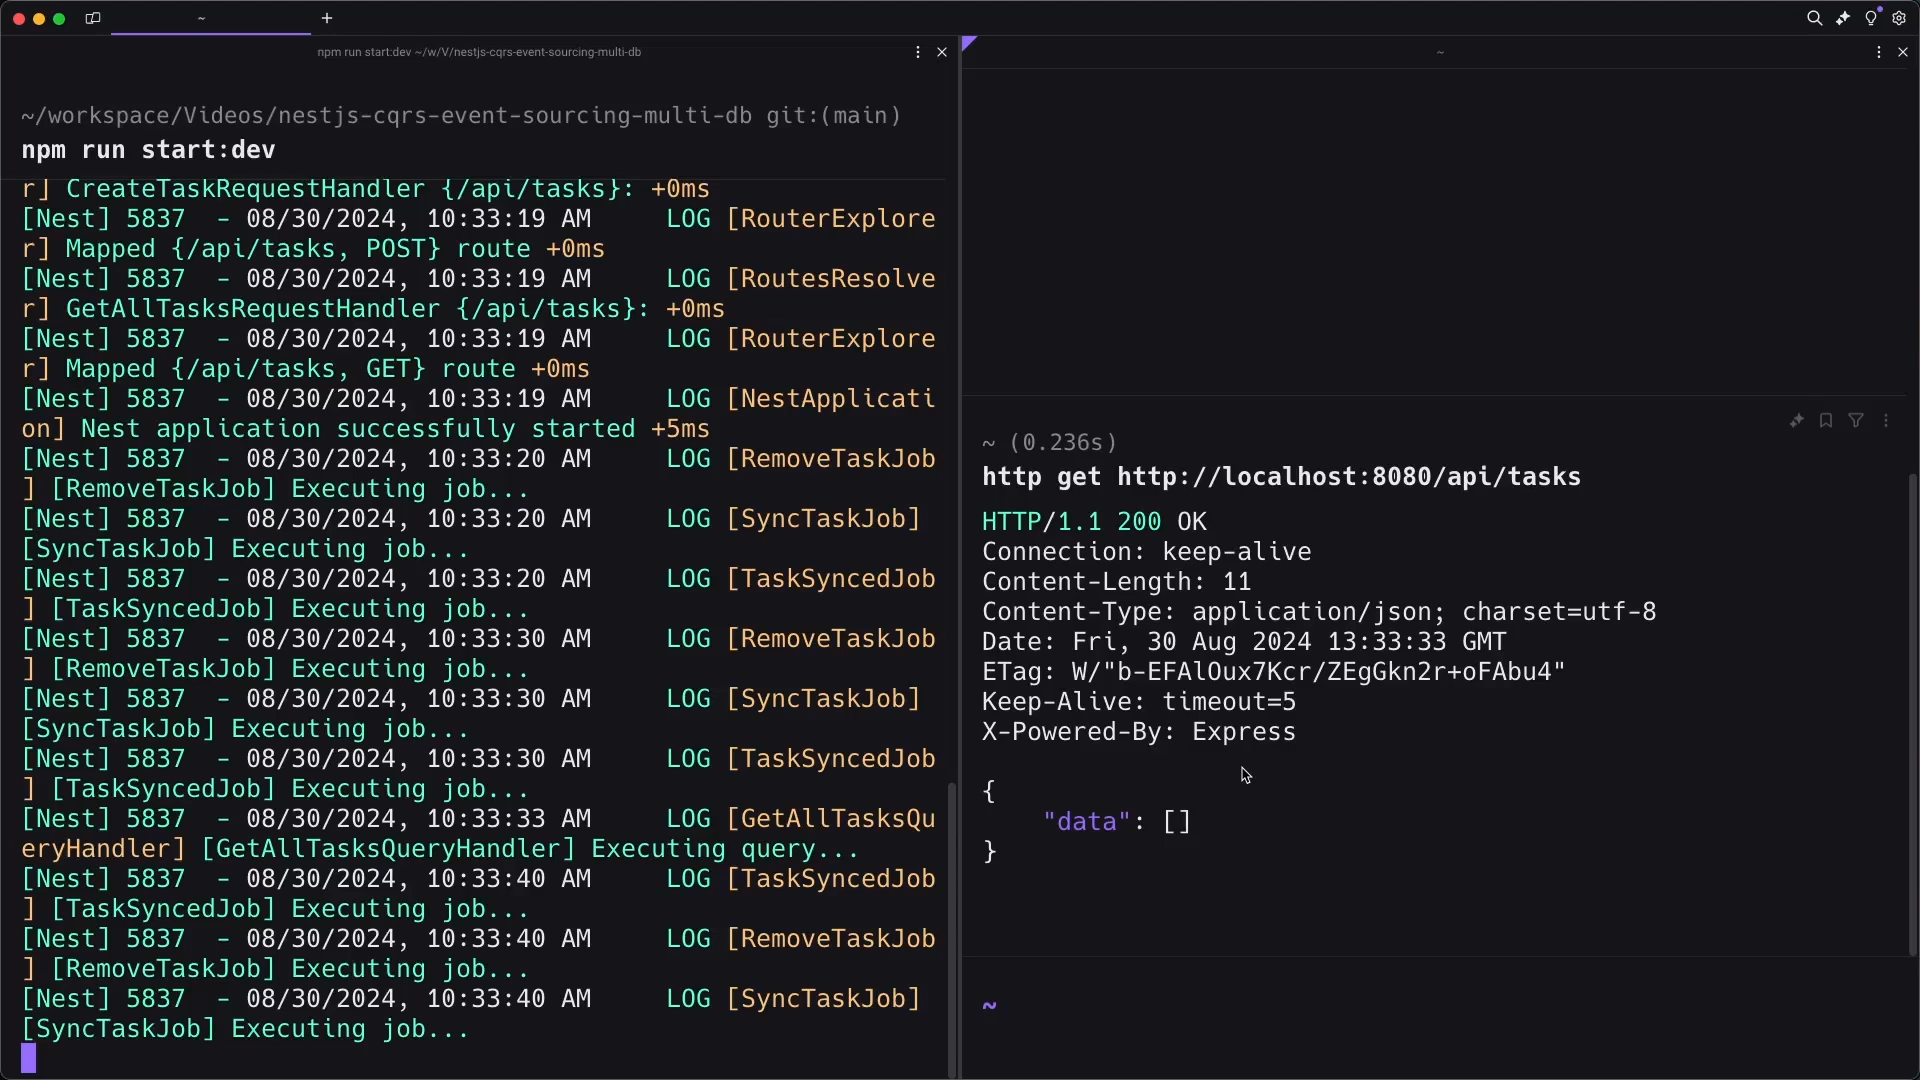 ~
npm run start:dev ~/w/V/nestjs-cqrs-event-sourcing-multi-db
~/workspace/Videos/nestjs-cqrs-event-sourcing-multi-db git:(main)
npm run start:dev
r] CreateTaskRequestHandler {/api/tasks}: +0ms
[Nest] 5837  - 08/30/2024, 10:33:19 AM     LOG [RouterExplore
r] Mapped {/api/tasks, POST} route +0ms
[Nest] 5837  - 08/30/2024, 10:33:19 AM     LOG [RoutesResolve
r] GetAllTasksRequestHandler {/api/tasks}: +0ms
[Nest] 5837  - 08/30/2024, 10:33:19 AM     LOG [RouterExplore
r] Mapped {/api/tasks, GET} route +0ms
[Nest] 5837  - 08/30/2024, 10:33:19 AM     LOG [NestApplicati
on] Nest application successfully started +5ms
[Nest] 5837  - 08/30/2024, 10:33:20 AM     LOG [RemoveTaskJob
] [RemoveTaskJob] Executing job...
[Nest] 5837  - 08/30/2024, 10:33:20 AM     LOG [SyncTaskJob]
[SyncTaskJob] Executing job...
[Nest] 5837  - 08/30/2024, 10:33:20 AM     LOG [TaskSyncedJob
] [TaskSyncedJob] Executing job...
[Nest] 5837  - 08/30/2024, 10:33:30 AM     LOG [RemoveTaskJob
] [RemoveTaskJob] Executing job...
[Nest] 5837  - 08/30/2024, 10:33:30 AM     LOG [SyncTaskJob]
[SyncTaskJob] Executing job...
[Nest] 5837  - 08/30/2024, 10:33:30 AM     LOG [TaskSyncedJob
] [TaskSyncedJob] Executing job...
[Nest] 5837  - 08/30/2024, 10:33:33 AM     LOG [GetAllTasksQu
eryHandler] [GetAllTasksQueryHandler] Executing query...
[Nest] 5837  - 08/30/2024, 10:33:40 AM     LOG [TaskSyncedJob
] [TaskSyncedJob] Executing job...
[Nest] 5837  - 08/30/2024, 10:33:40 AM     LOG [RemoveTaskJob
] [RemoveTaskJob] Executing job...
[Nest] 5837  - 08/30/2024, 10:33:40 AM     LOG [SyncTaskJob]
[SyncTaskJob] Executing job...
~
~ (0.236s)
http get http://localhost:8080/api/tasks
HTTP/1.1 200 OK
Connection: keep-alive
Content-Length: 11
Content-Type: application/json; charset=utf-8
Date: Fri, 30 Aug 2024 13:33:33 GMT
ETag: W/"b-EFAlOux7Kcr/ZEgGkn2r+oFAbu4"
Keep-Alive: timeout=5
X-Powered-By: Express
{
    "data": []
}
~